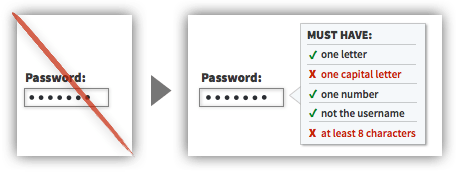 Password:
•••••••
Password:
•••••••
MUST HAVE:
✓ one letter
✗ one capital letter
✓ one number
✓ not the username
✗ at least 8 characters